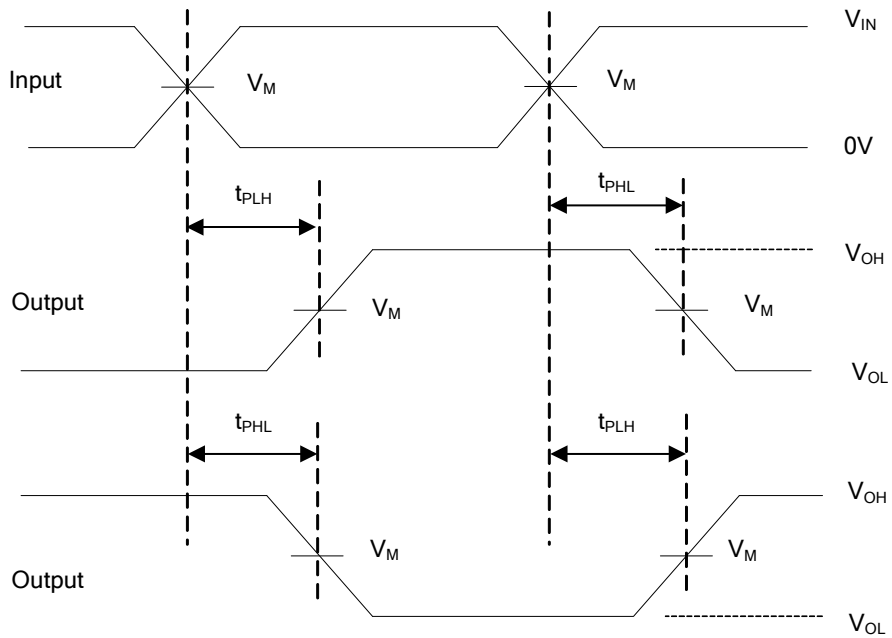 V_IN
Input
V_M V_M
0V
t_PLH t_PHL
V_OH
Output V_M V_M
V_OL
t_PHL t_PLH
V_OH
V_M V_M
Output
V_OL